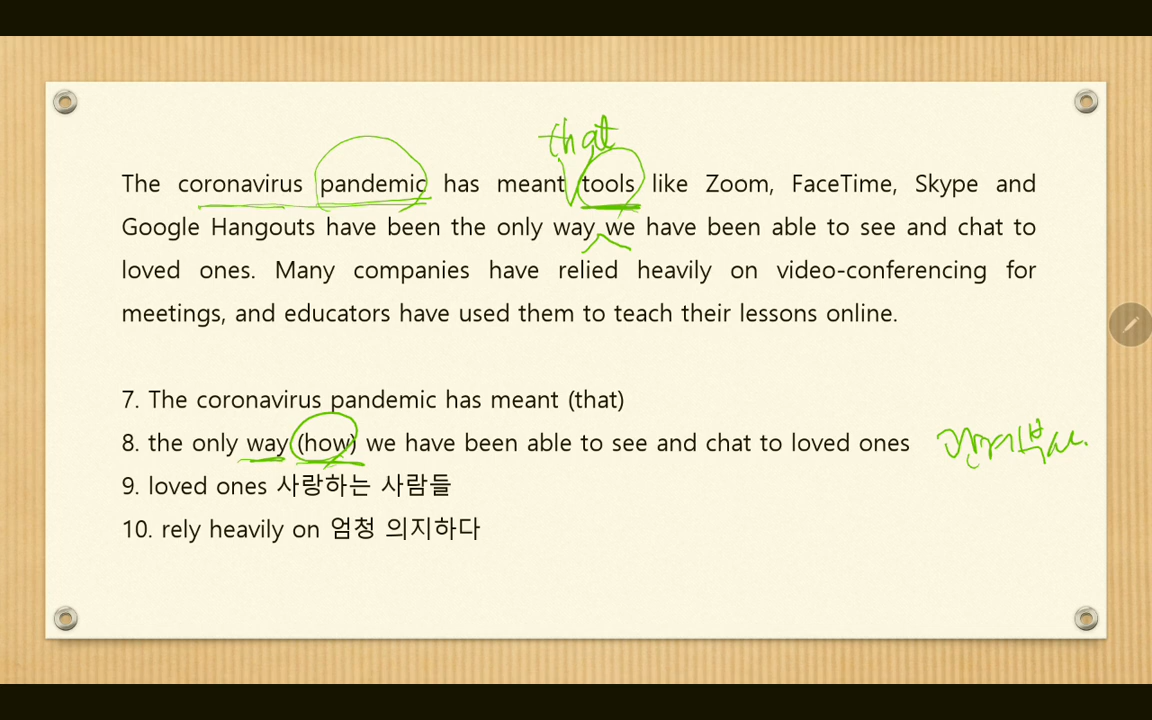 that
The coronavirus pandemic has meant tools like Zoom, FaceTime, Skype and
Google Hangouts have been the only way we have been able to see and chat to
loved ones. Many companies have relied heavily on video-conferencing for
meetings, and educators have used them to teach their lessons online.
7. The coronavirus pandemic has meant (that)
8. the only way (how) we have been able to see and chat to loved ones
9. loved ones 사랑하는 사람들
10. rely heavily on 엄청 의지하다